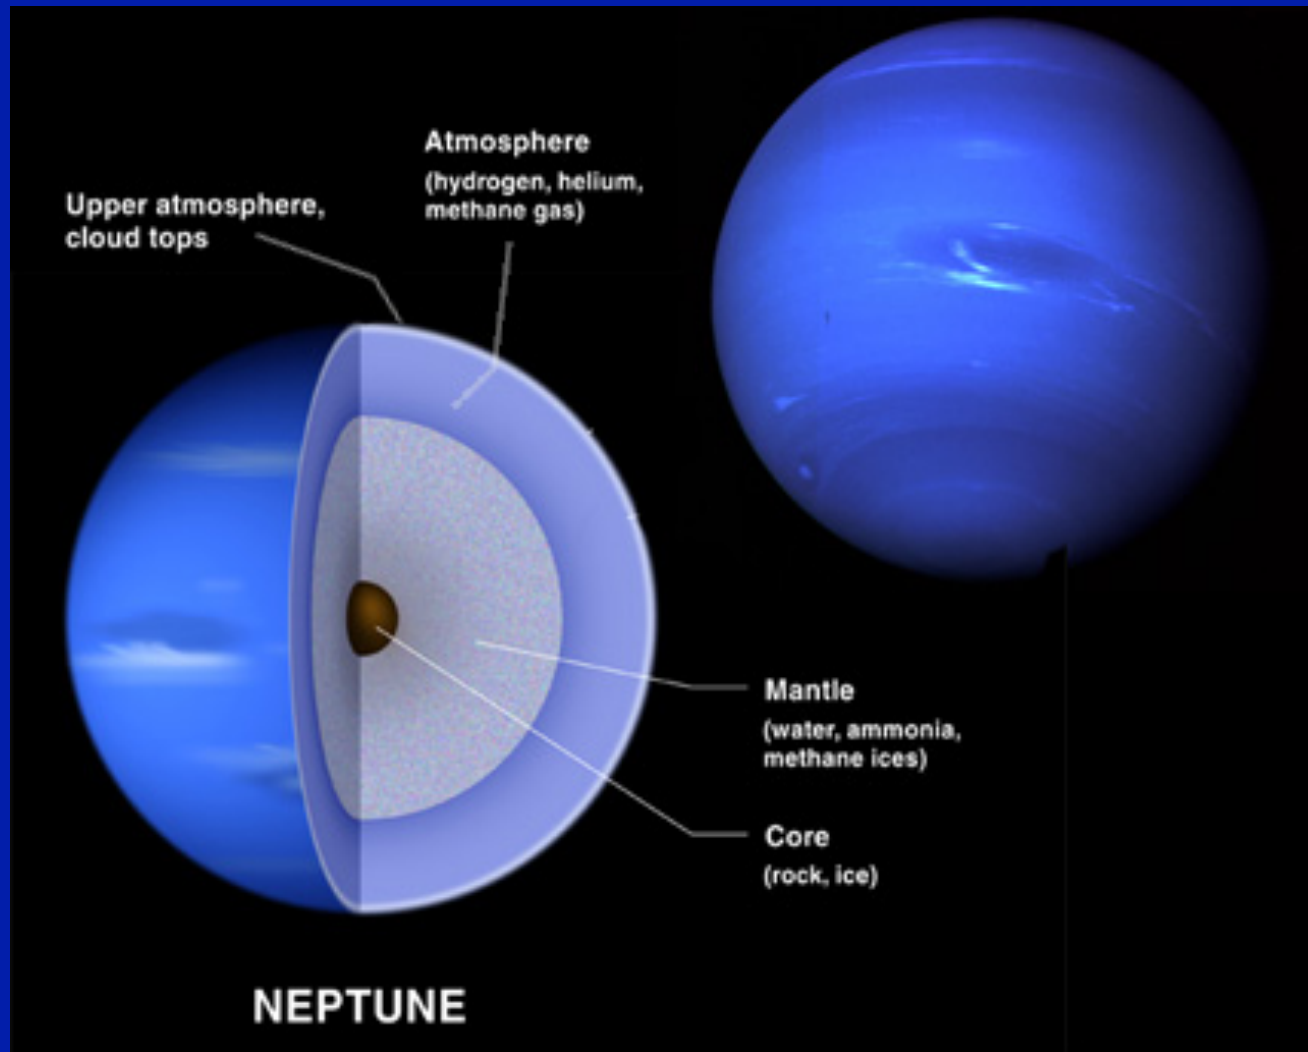 Atmosphere
(hydrogen, helium,
methane gas)
Upper atmosphere,
cloud tops
Mantle
(water, ammonia,
methane ices)
Core
(rock, ice)
NEPTUNE